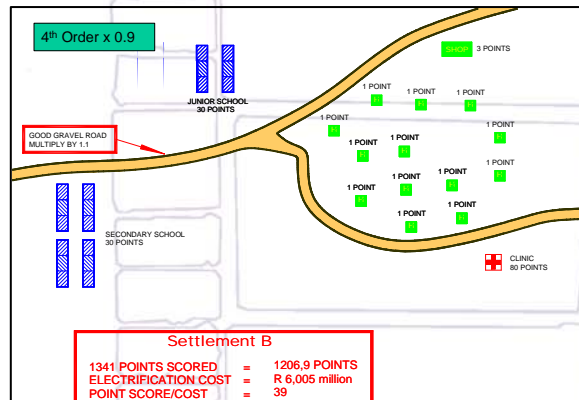 4th Order x 0.9
SHOP
3 POINTS
JUNIOR SCHOOL
30 POINTS
1 POINT
1 POINT
1 POINT
1 POINT
1 POINT
1 POINT
1 POINT
1 POINT
1 POINT
1 POINT
1 POINT
1 POINT
1 POINT
GOOD GRAVEL ROAD
MULTIPLY BY 1.1
SECONDARY SCHOOL
30 POINTS
CLINIC
80 POINTS
Settlement B
1341 POINTS SCORED = 1206,9 POINTS
ELECTRIFICATION COST = R 6,005 million
POINT SCORE/COST = 39